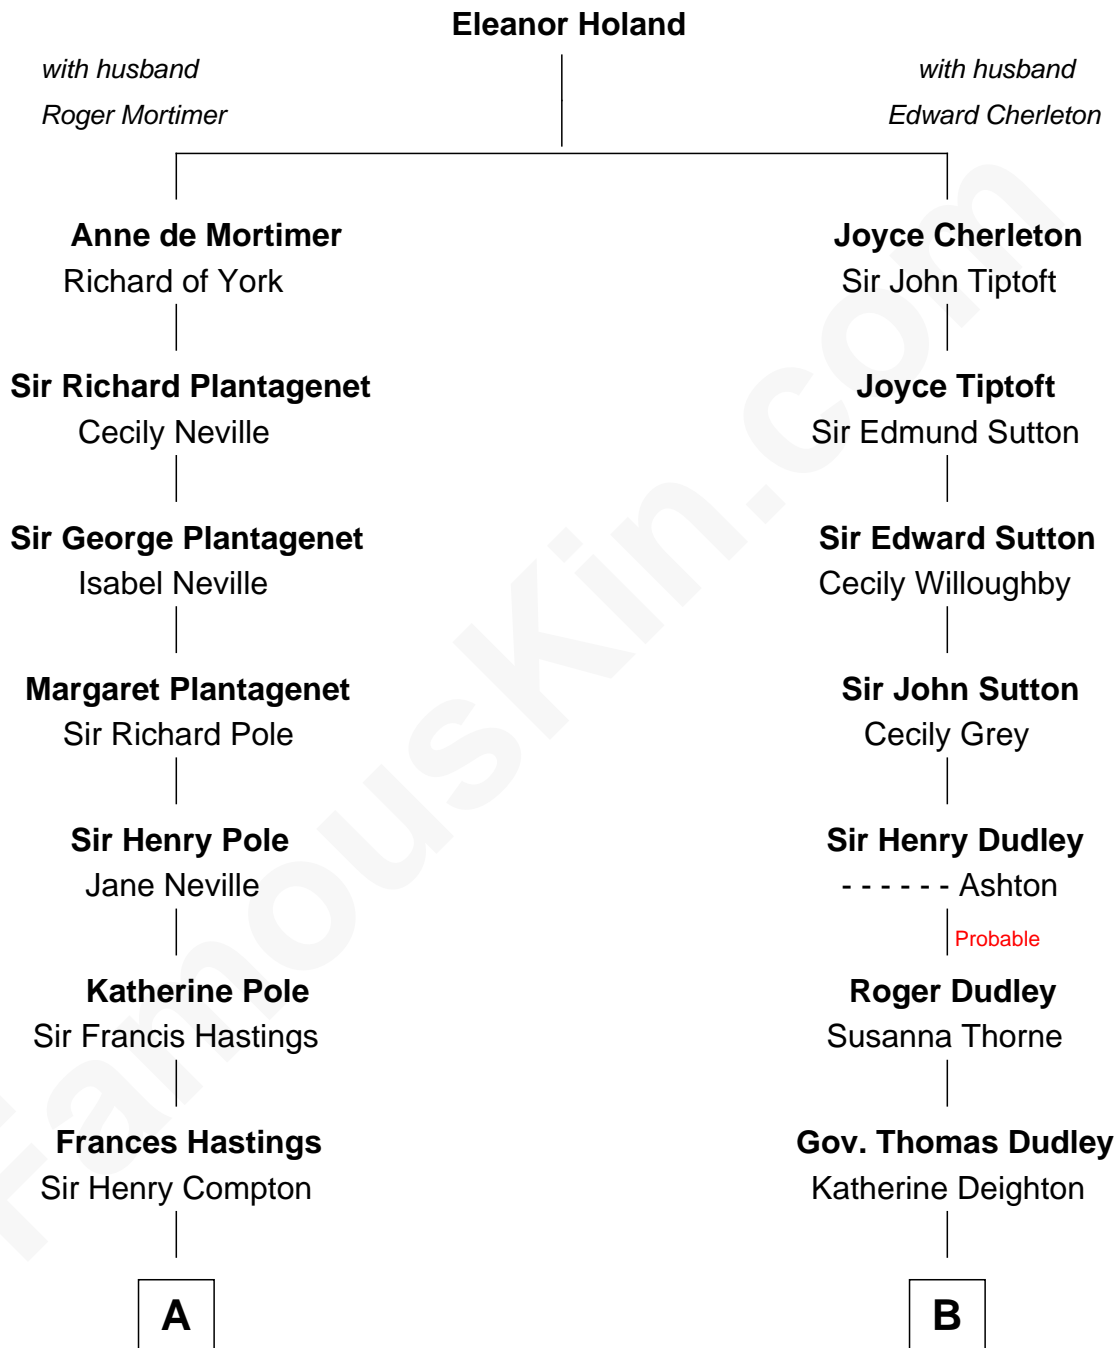 Eleanor Holand
with husband
Roger Mortimer
with husband
Edward Cherleton
Anne de Mortimer
Richard of York
Joyce Cherleton
Sir John Tiptoft
Sir Richard Plantagenet
Cecily Neville
Joyce Tiptoft
Sir Edmund Sutton
Sir George Plantagenet
Isabel Neville
Sir Edward Sutton
Cecily Willoughby
Margaret Plantagenet
Sir Richard Pole
Sir John Sutton
Cecily Grey
Sir Henry Pole
Jane Neville
Sir Henry Dudley
- - - - - - Ashton
Probable
Katherine Pole
Sir Francis Hastings
Roger Dudley
Susanna Thorne
Frances Hastings
Sir Henry Compton
Gov. Thomas Dudley
Katherine Deighton
A
B
FamousKin.com